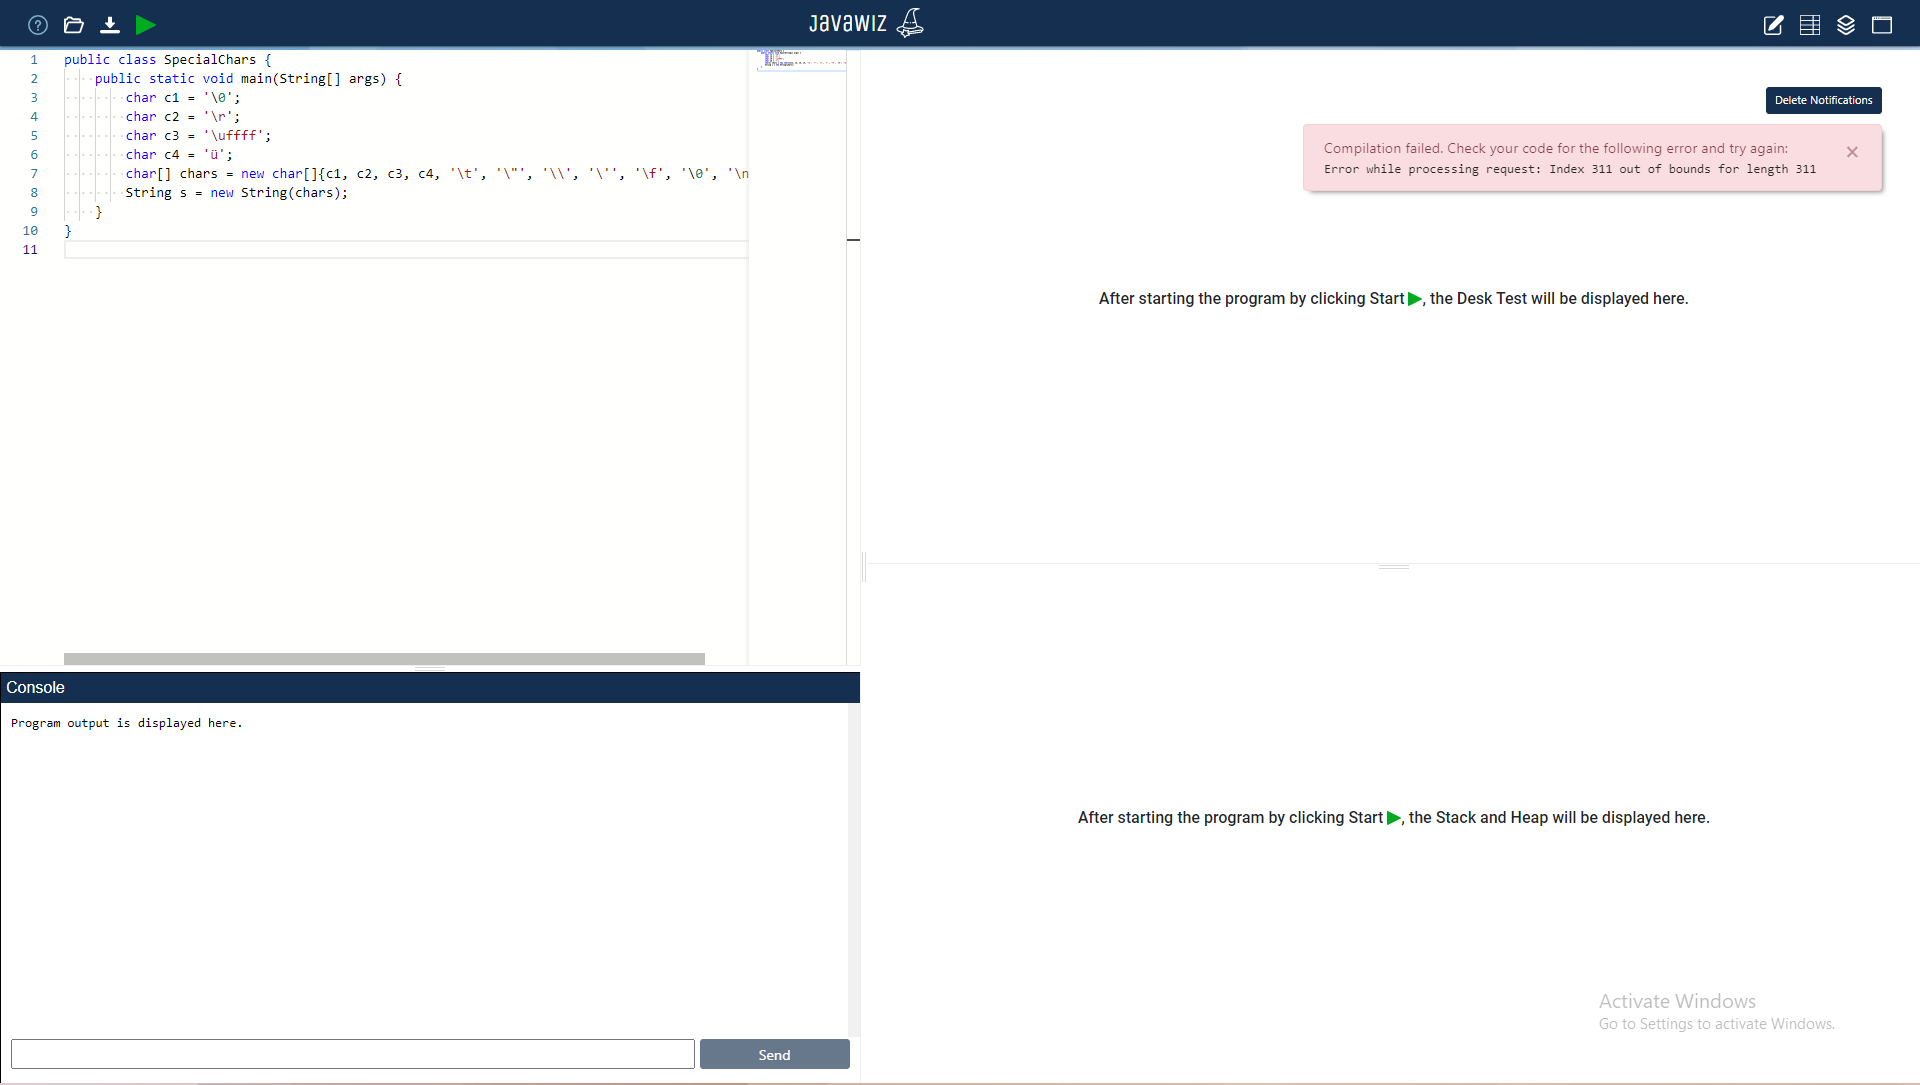 JavaWiz
1 public class SpecialChars {
2 public static void main(String[] args) {
3 char c1 = '\0';
4 char c2 = '\r';
5 char c3 = '\uffff';
6 char c4 = 'ü';
7 char[] chars = new char[]{c1, c2, c3, c4, '\t', '\"', '\\', '\'', '\f', '\0', '\n
8 String s = new String(chars);
9 }
10 }
11
Delete Notifications
Compilation failed. Check your code for the following error and try again:
Error while processing request: Index 311 out of bounds for length 311
After starting the program by clicking Start , the Desk Test will be displayed here.
Console
Program output is displayed here.
After starting the program by clicking Start , the Stack and Heap will be displayed here.
Activate Windows
Go to Settings to activate Windows.
Send